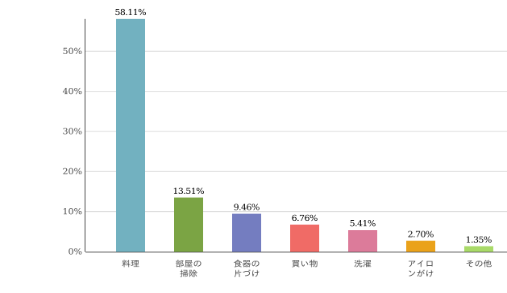 58.11%
50%
40%
30%
20%
10%
0%
13.51%
9.46%
6.76%
5.41%
2.70%
1.35%
料理
部屋の
掃除
食器の
片づけ
買い物
洗濯
アイロ
ンがけ
その他